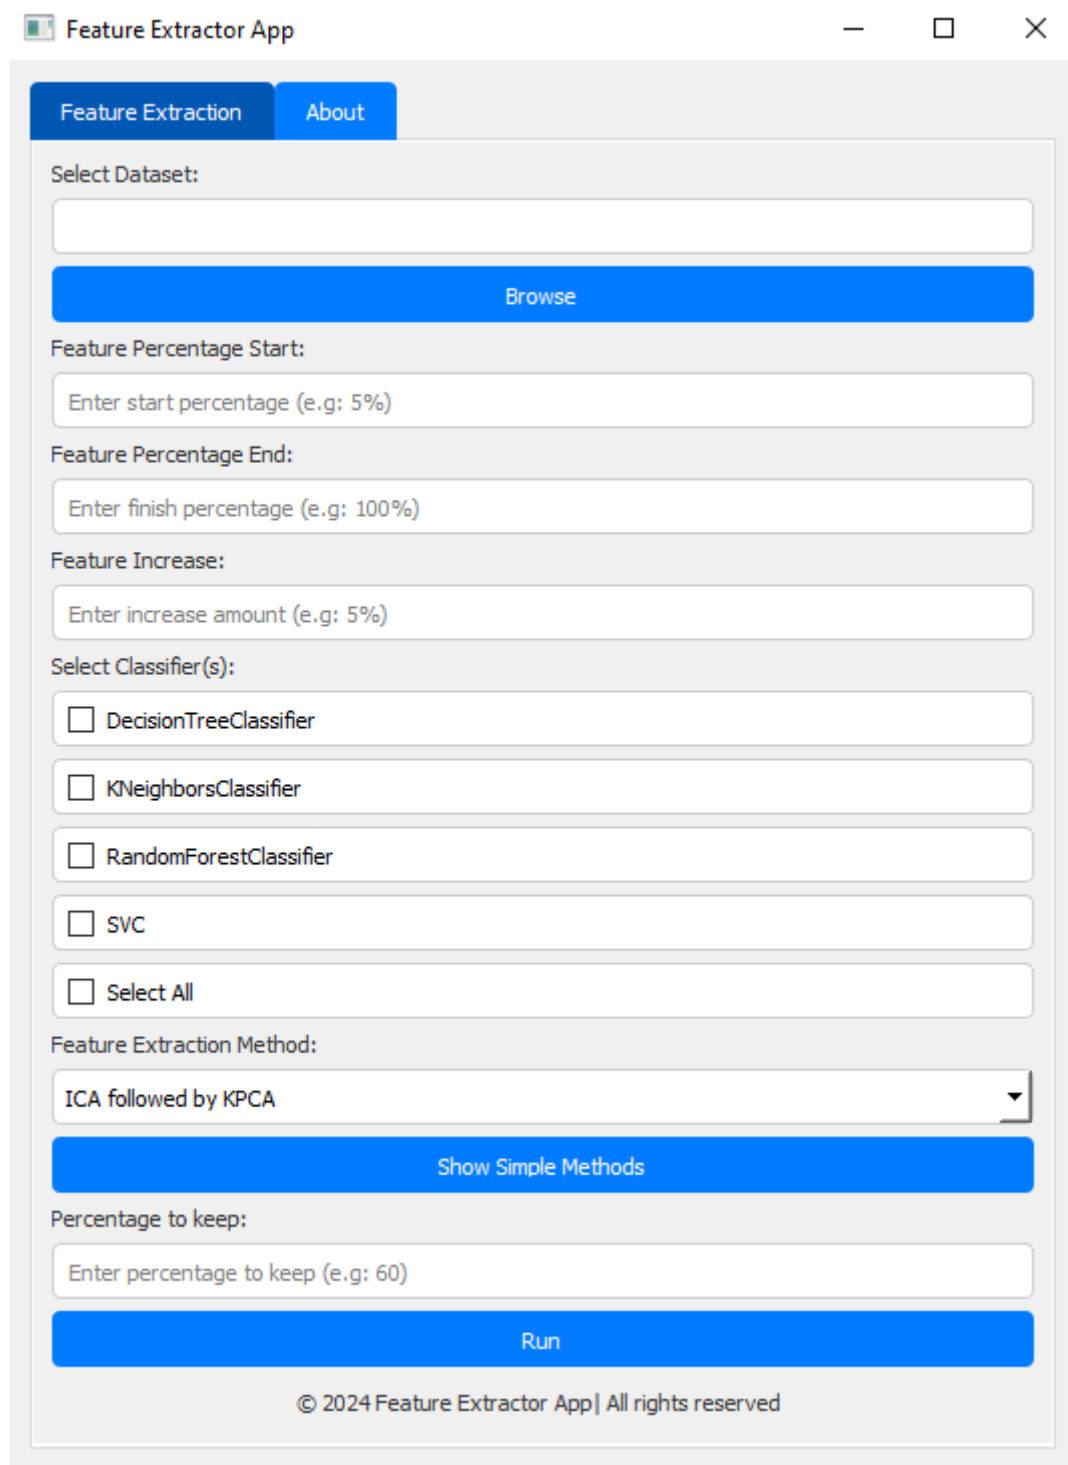 Feature Extractor App
Feature Extraction About
Select Dataset:
Browse
Feature Percentage Start:
Enter start percentage (e.g: 5%)
Feature Percentage End:
Enter finish percentage (e.g: 100%)
Feature Increase:
Enter increase amount (e.g: 5%)
Select Classifier(s):
DecisionTreeClassifier
KNeighborsClassifier
RandomForestClassifier
SVC
Select All
Feature Extraction Method:
ICA followed by KPCA
Show Simple Methods
Percentage to keep:
Enter percentage to keep (e.g: 60)
Run
© 2024 Feature Extractor App| All rights reserved